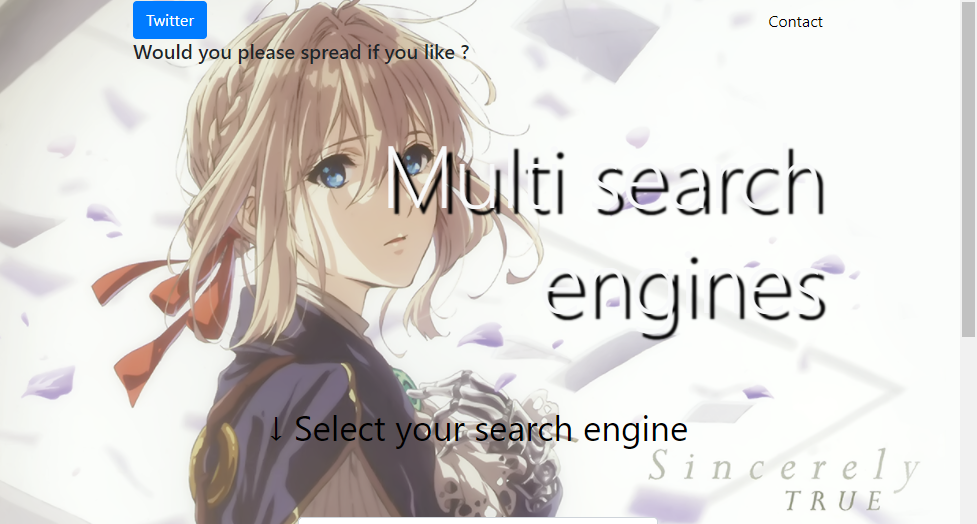 Twitter
Contact
Would you please spread if you like ?
Multi search
engines
↓ Select your search engine
Sincerely
TRUE